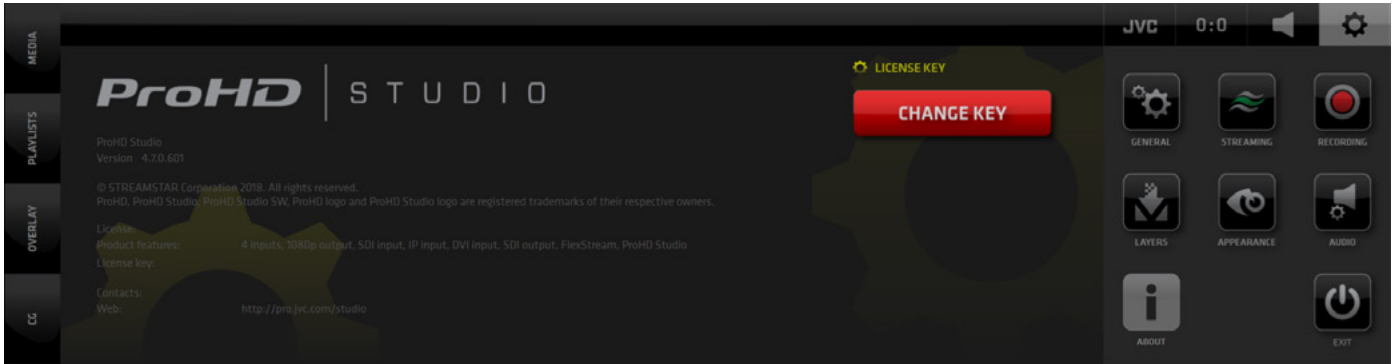 MEDIA
PLAYLISTS
OVERLAY
CG
ProHD | STUDIO
ProHD Studio
Version 4.7.0.601
© STREAMSTAR Corporation 2018. All rights reserved.
ProHD, ProHD Studio, ProHD Studio SW, ProHD logo and ProHD Studio logo are registered trademarks of their respective owners.
License:
Product features: 4 inputs, 1080p output, SDI input, IP input, DVI input, SDI output, FlexStream, ProHD Studio
License key:
Contacts:
Web: http://pro.jvc.com/studio
LICENSE KEY
CHANGE KEY
JVC 0:0
GENERAL STREAMING RECORDING
LAYERS APPEARANCE AUDIO
ABOUT EXIT